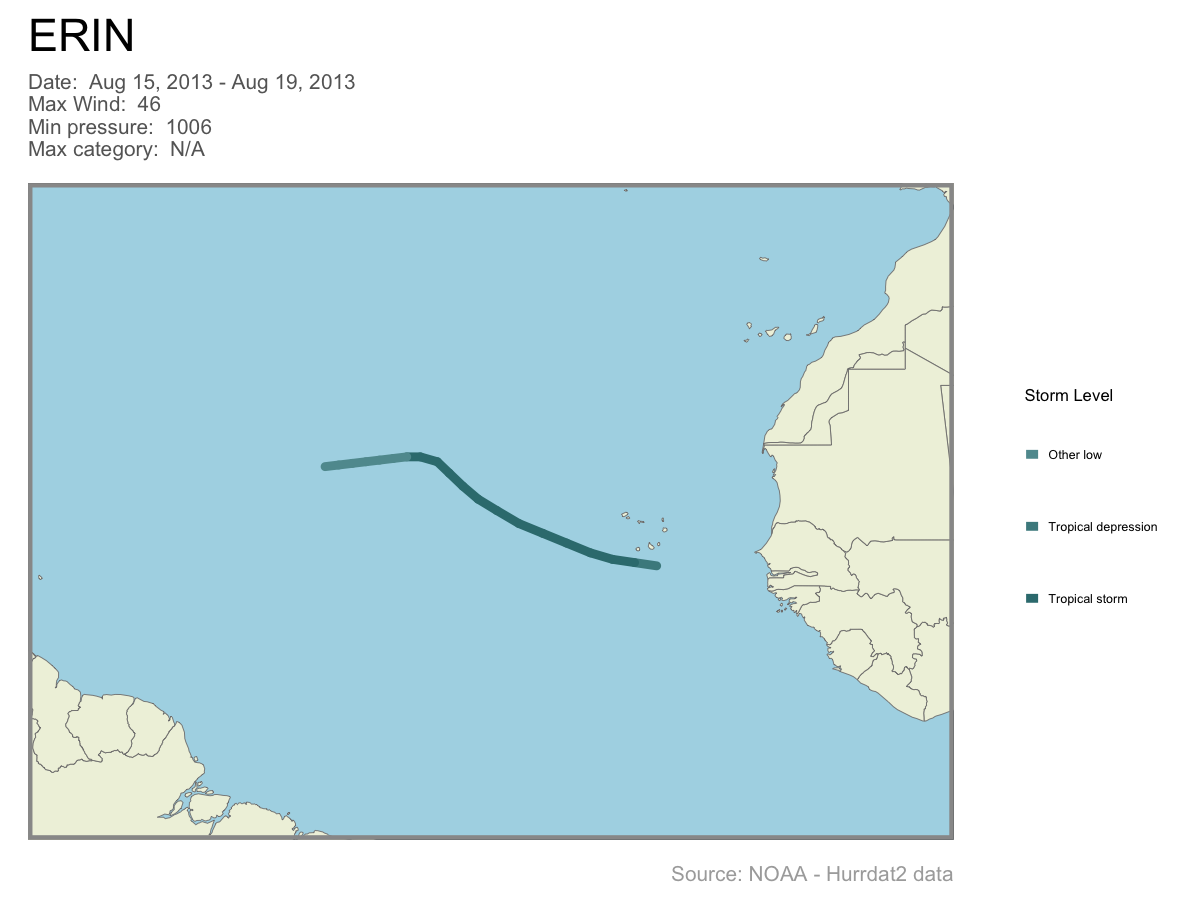 ERIN
Date:  Aug 15, 2013 - Aug 19, 2013
Max Wind:  46
Min pressure:  1006
Max category:  N/A
Storm Level
Other low
Tropical depression
Tropical storm
Source: NOAA - Hurrdat2 data